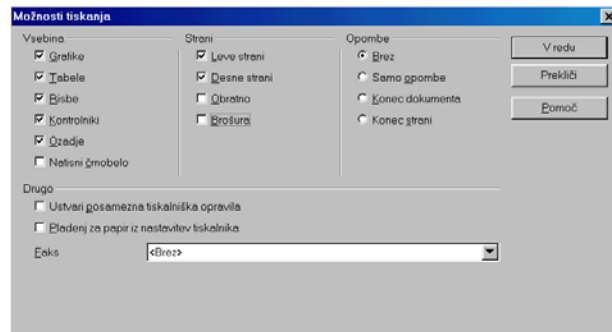 Možnosti tiskanja
Vsebina
Grafike
Tabele
Risbe
Kontrolniki
Ozadje
Natisni črnobelo
Strani
Leve strani
Desne strani
Obratno
Brošura
Opombe
Brez
Samo opombe
Konec dokumenta
Konec strani
V redu
Prekliči
Pomoč
Drugo
Ustvari posamezna tiskalniška opravila
Pladenj za papir iz nastavitev tiskalnika
Faks
<Brez>